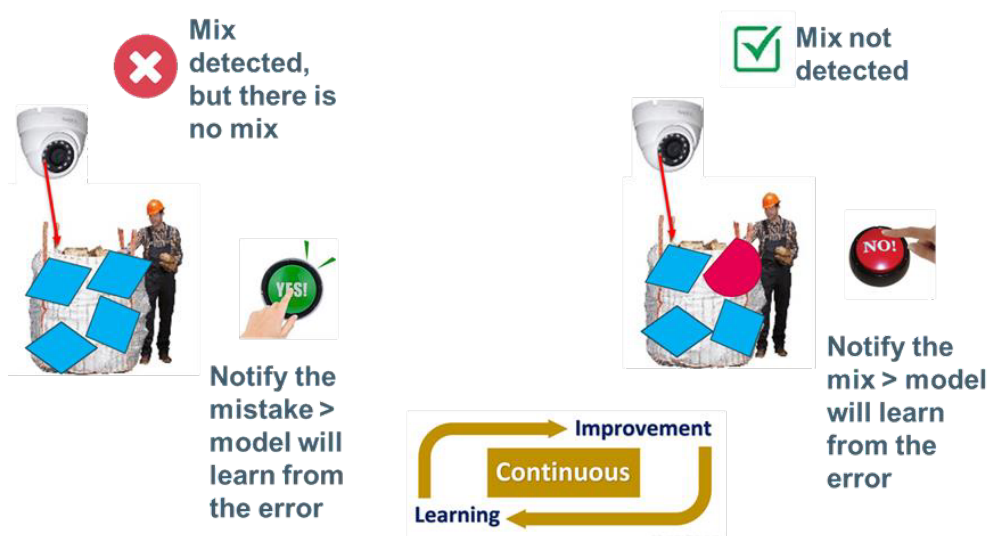 Mix
detected,
but there is
no mix
Mix not
detected
YES!
NO!
Notify the
mistake >
model will
learn from
the error
Notify the
mix > model
will learn
from the
error
Improvement
Continuous
Learning